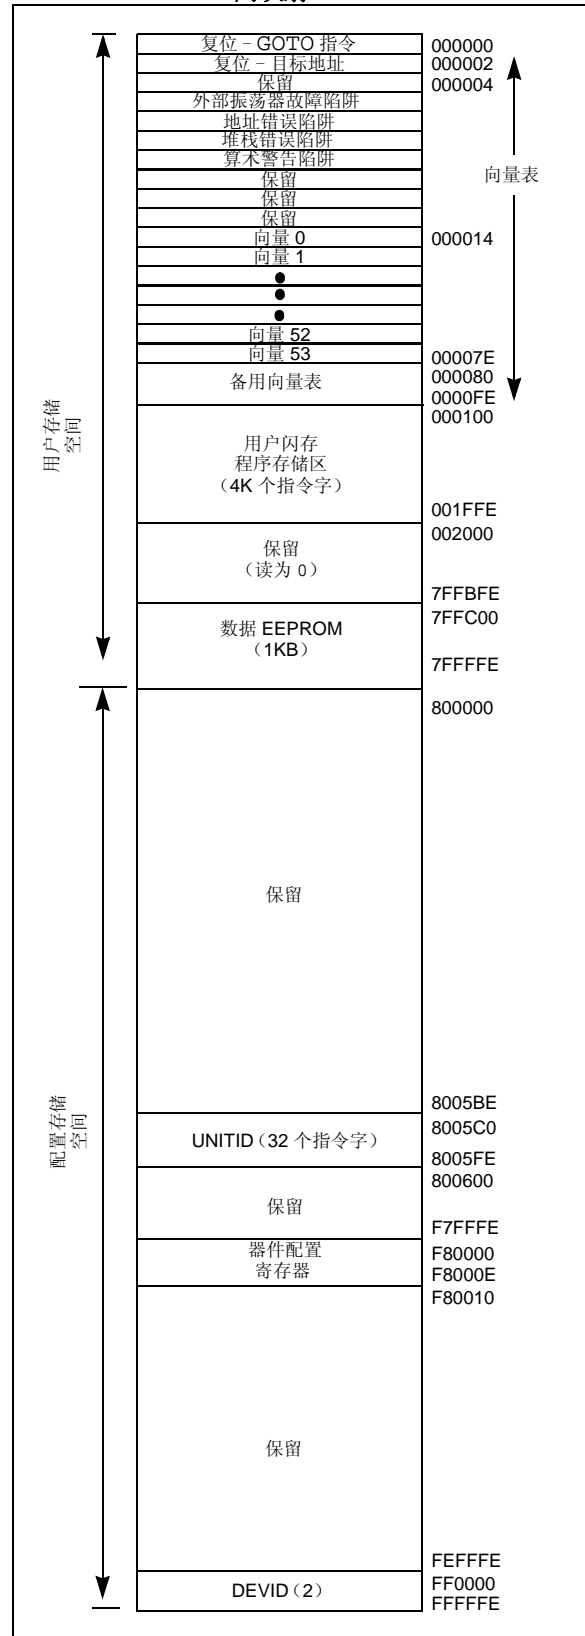 复位 – GOTO 指令 000000
复位 – 目标地址 000002
保留 000004
外部振荡器故障陷阱
地址错误陷阱
堆栈错误陷阱
算术警告陷阱
保留
保留
保留
向量 0 000014
向量 1
向量 52
向量 53 00007E
备用向量表 000080
0000FE
向量表
000100
用户闪存
程序存储区
（4K 个指令字）
001FFE
002000
保留
（读为 0）
7FFBFE
7FFC00
数据 EEPROM
（1KB）
7FFFFE
用户存储
空间
800000
保留
8005BE
8005C0
UNITID（32 个指令字）
8005FE
800600
保留
F7FFFE
器件配置 F80000
寄存器 F8000E
F80010
保留
FEFFFE
DEVID（2） FF0000
FFFFFE
配置存储
空间